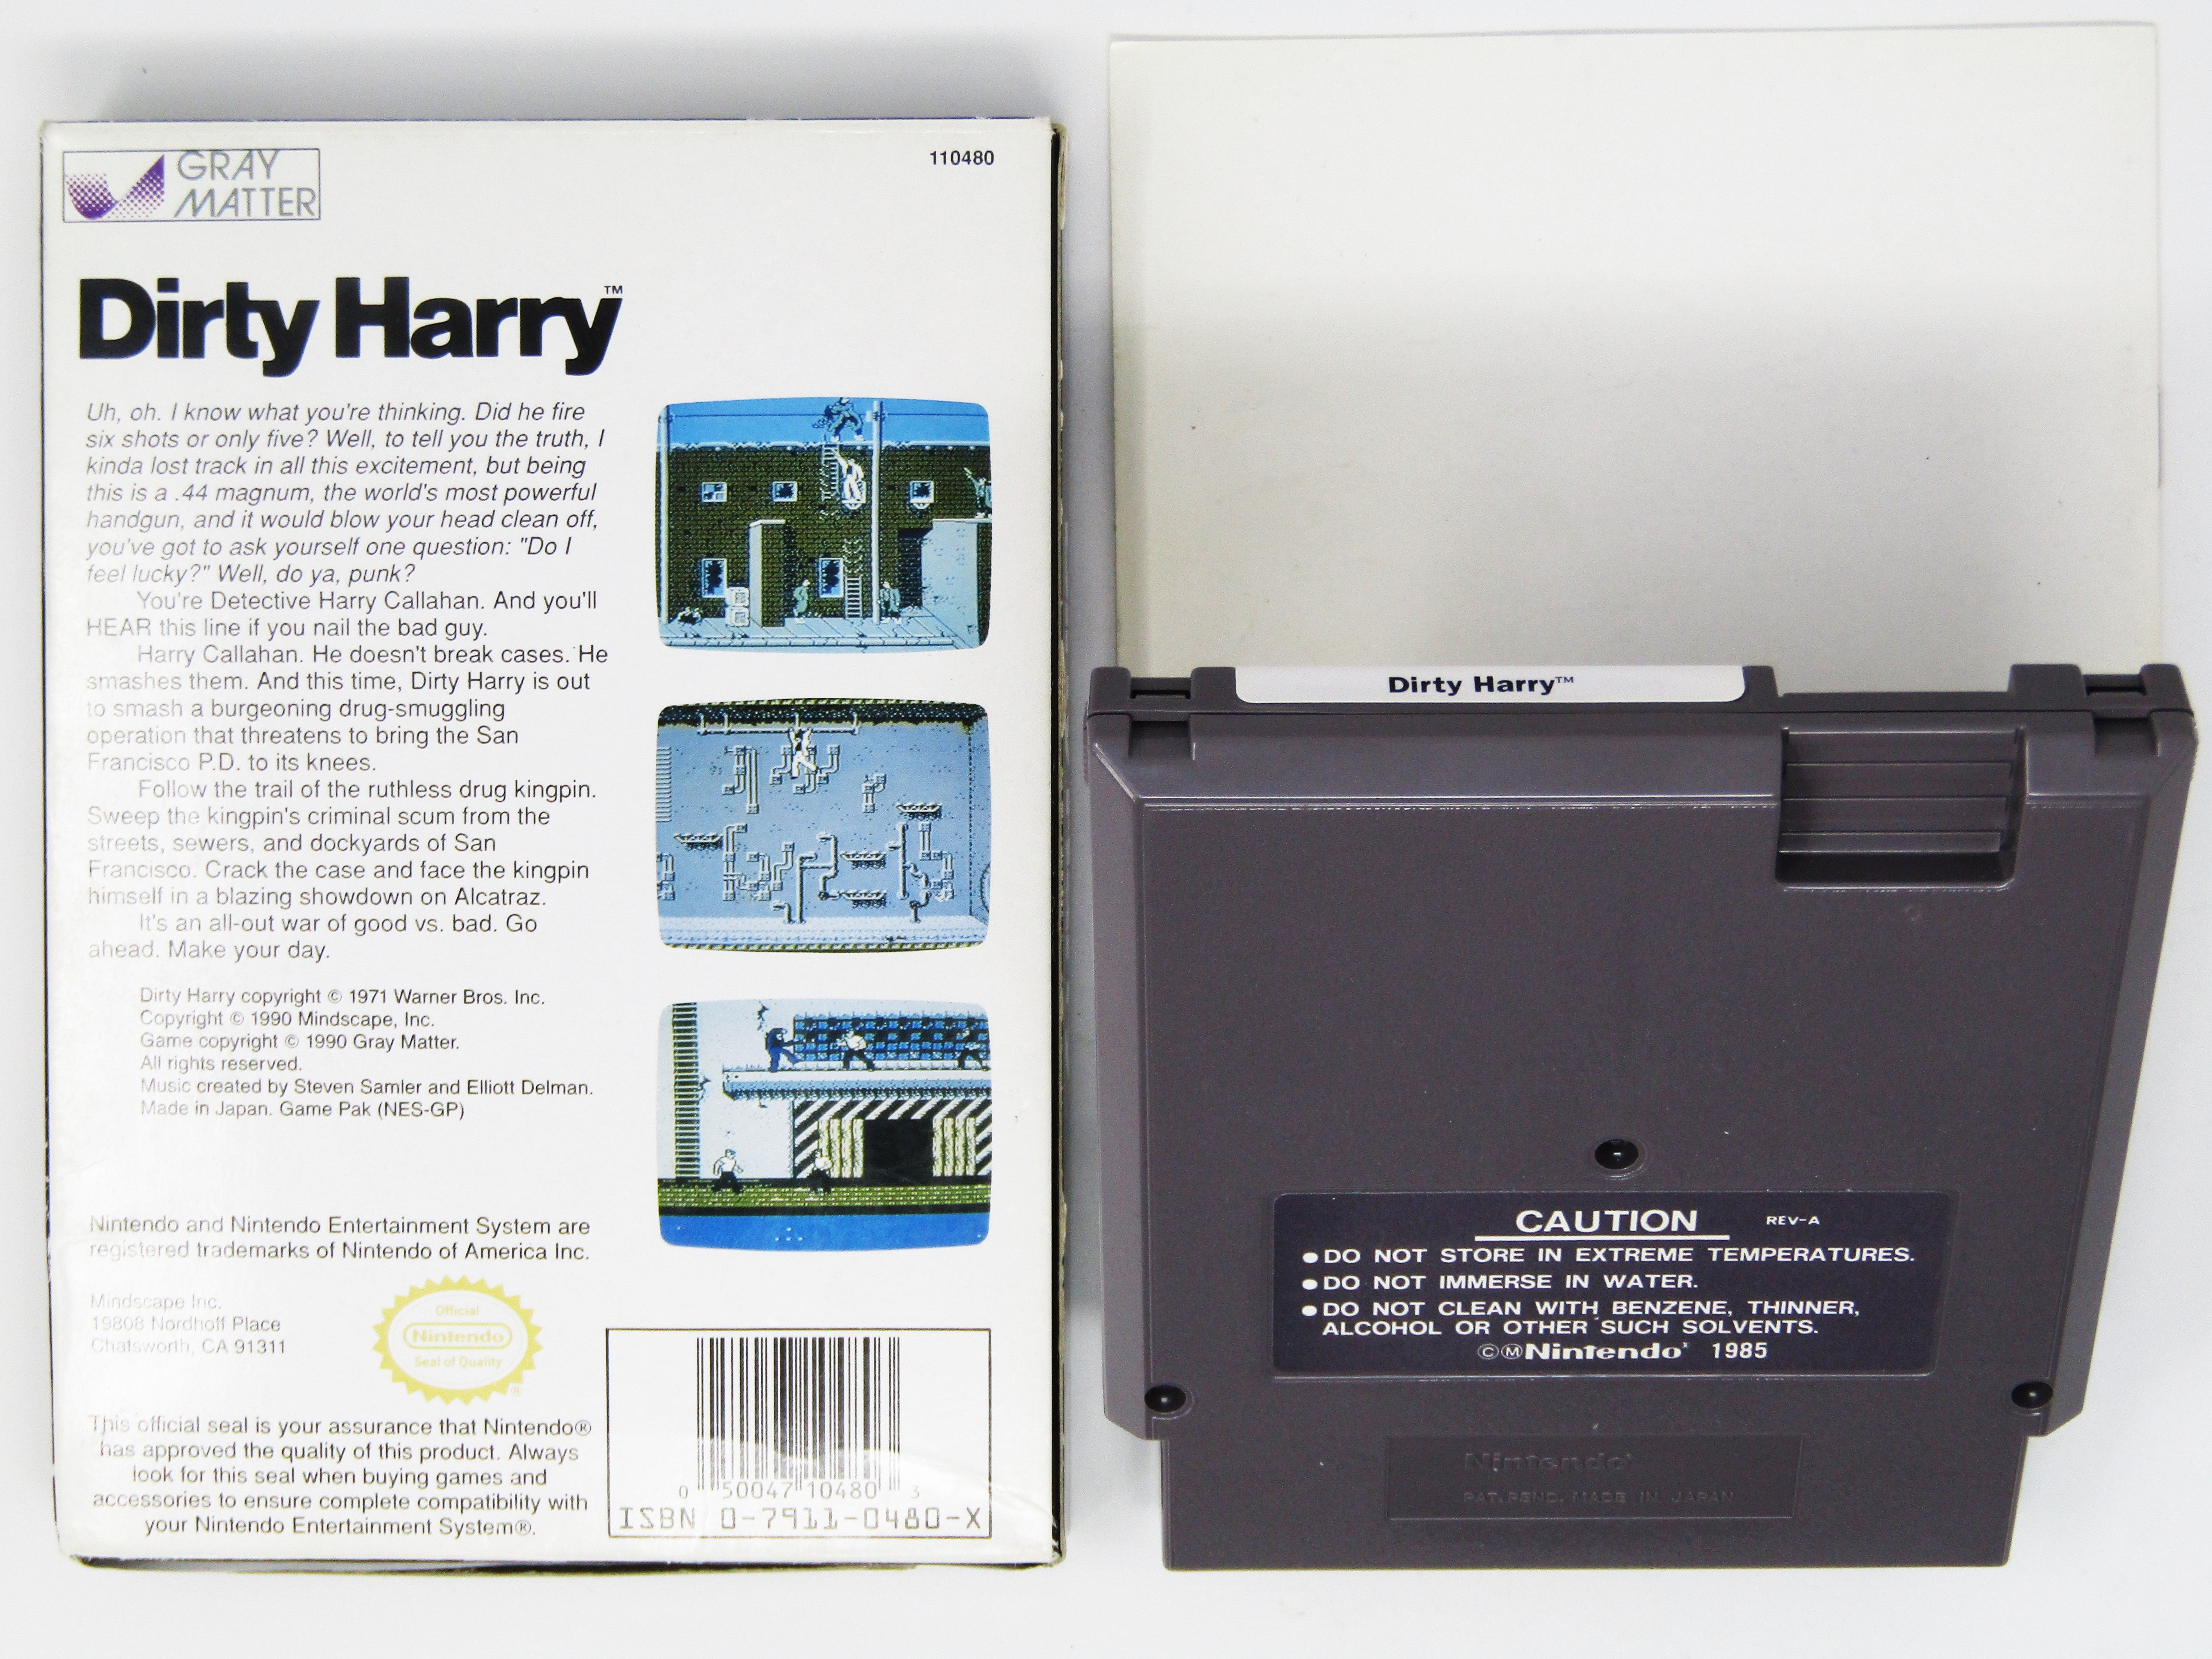 GRAY
MATTER
110480
Dirty Harry™
Uh, oh. I know what you're thinking. Did he fire
six shots or only five? Well, to tell you the truth, I
kinda lost track in all this excitement, but being
this is a .44 magnum, the world's most powerful
handgun, and it would blow your head clean off,
you've got to ask yourself one question: "Do I
feel lucky?" Well, do ya, punk?
You're Detective Harry Callahan. And you'll
HEAR this line if you nail the bad guy.
Harry Callahan. He doesn't break cases. He
smashes them. And this time, Dirty Harry is out
to smash a burgeoning drug-smuggling
operation that threatens to bring the San
Francisco P.D. to its knees.
Follow the trail of the ruthless drug kingpin.
Sweep the kingpin's criminal scum from the
streets, sewers, and dockyards of San
Francisco. Crack the case and face the kingpin
himself in a blazing showdown on Alcatraz.
It's an all-out war of good vs. bad. Go
ahead. Make your day.
Dirty Harry copyright © 1971 Warner Bros. Inc.
Copyright © 1990 Mindscape, Inc.
Game copyright © 1990 Gray Matter.
All rights reserved.
Music created by Steven Samler and Elliott Delman.
Made in Japan. Game Pak (NES-GP)
Nintendo and Nintendo Entertainment System are
registered trademarks of Nintendo of America Inc.
Mindscape Inc.
19808 Nordhoff Place
Chatsworth, CA 91311
Official
Nintendo
Seal of Quality
®
This official seal is your assurance that Nintendo®
has approved the quality of this product. Always
look for this seal when buying games and
accessories to ensure complete compatibility with
your Nintendo Entertainment System®.
0 50047 10480 3
ISBN 0-7911-0480-X
Dirty Harry™
CAUTION REV-A
●DO NOT STORE IN EXTREME TEMPERATURES.
●DO NOT IMMERSE IN WATER.
●DO NOT CLEAN WITH BENZENE, THINNER,
ALCOHOL OR OTHER SUCH SOLVENTS.
©ⓂNintendo® 1985
Nintendo®
PAT. PEND. MADE IN JAPAN